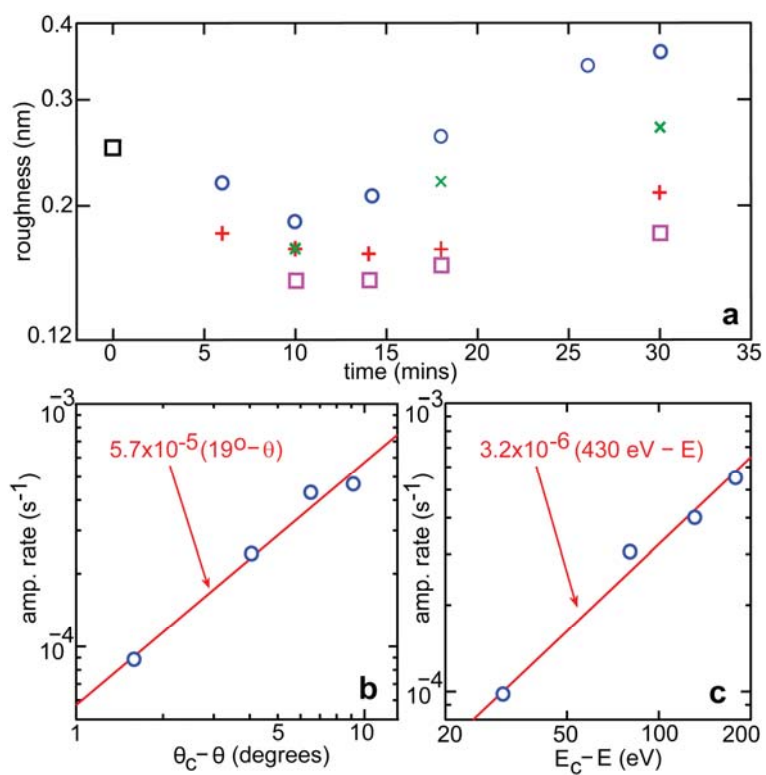 0.4
0.3
0.2
0.12
roughness (nm)
a
0 5 10 15 20 25 30 35
time (mins)
10⁻³
10⁻⁴
amp. rate (s⁻¹)
5.7x10⁻⁵ (19º– θ)
b
1 10
θc– θ (degrees)
10⁻³
10⁻⁴
amp. rate (s⁻¹)
3.2x10⁻⁶ (430 eV – E)
c
20 50 100 200
Ec– E (eV)